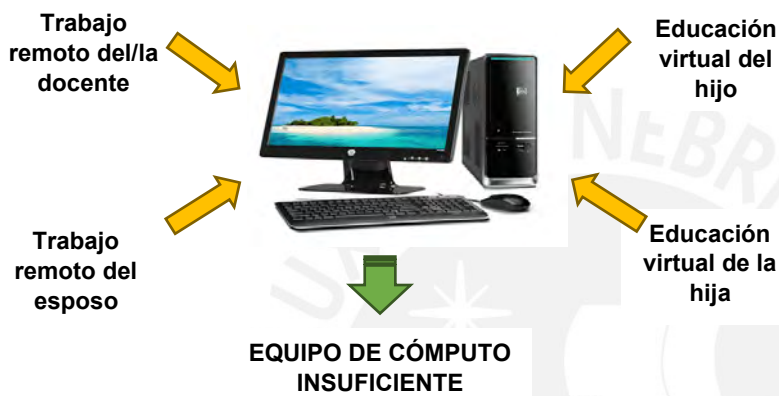 Trabajo
remoto del/la
docente
Educación
virtual del
hijo
Trabajo
remoto del
esposo
Educación
virtual de la
hija
EQUIPO DE CÓMPUTO
INSUFICIENTE
NEBR